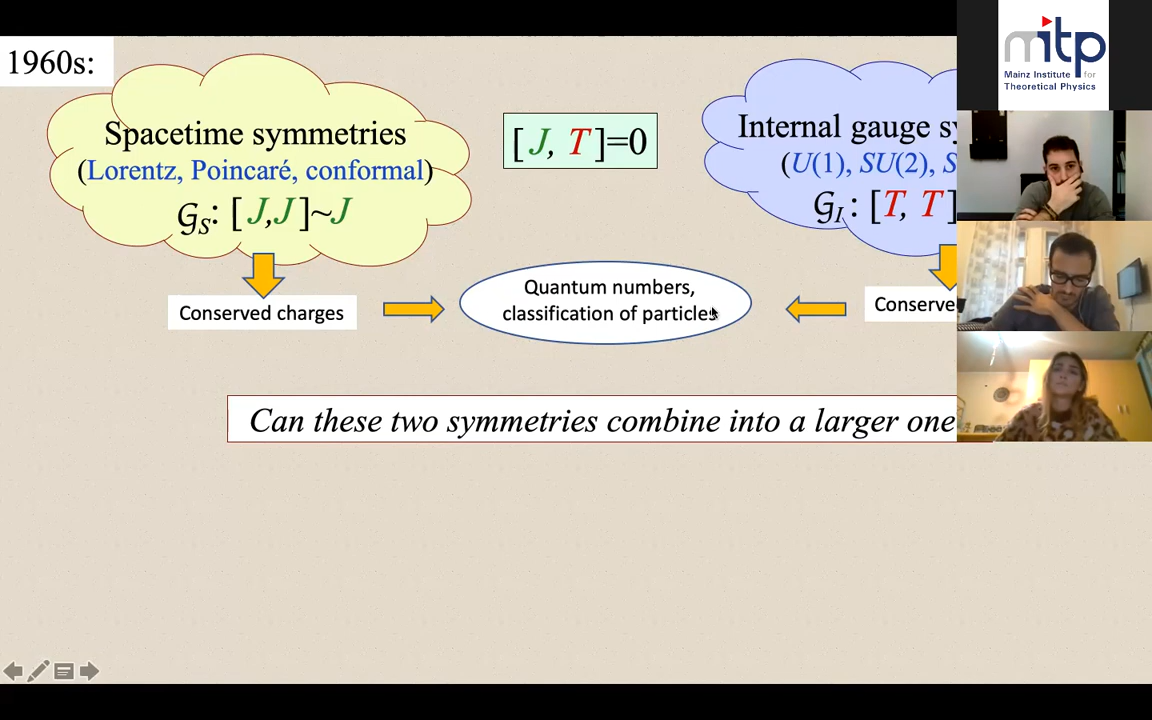 1960s:
Spacetime symmetries
(Lorentz, Poincaré, conformal)
𝒢S: [ J,J ]~J
[ J, T ]=0
Internal gauge sy
(U(1), SU(2), S
𝒢I : [T, T ]
Conserved charges
Quantum numbers,
classification of particles
Conserve
Can these two symmetries combine into a larger one
mitp
Mainz Institute for
Theoretical Physics